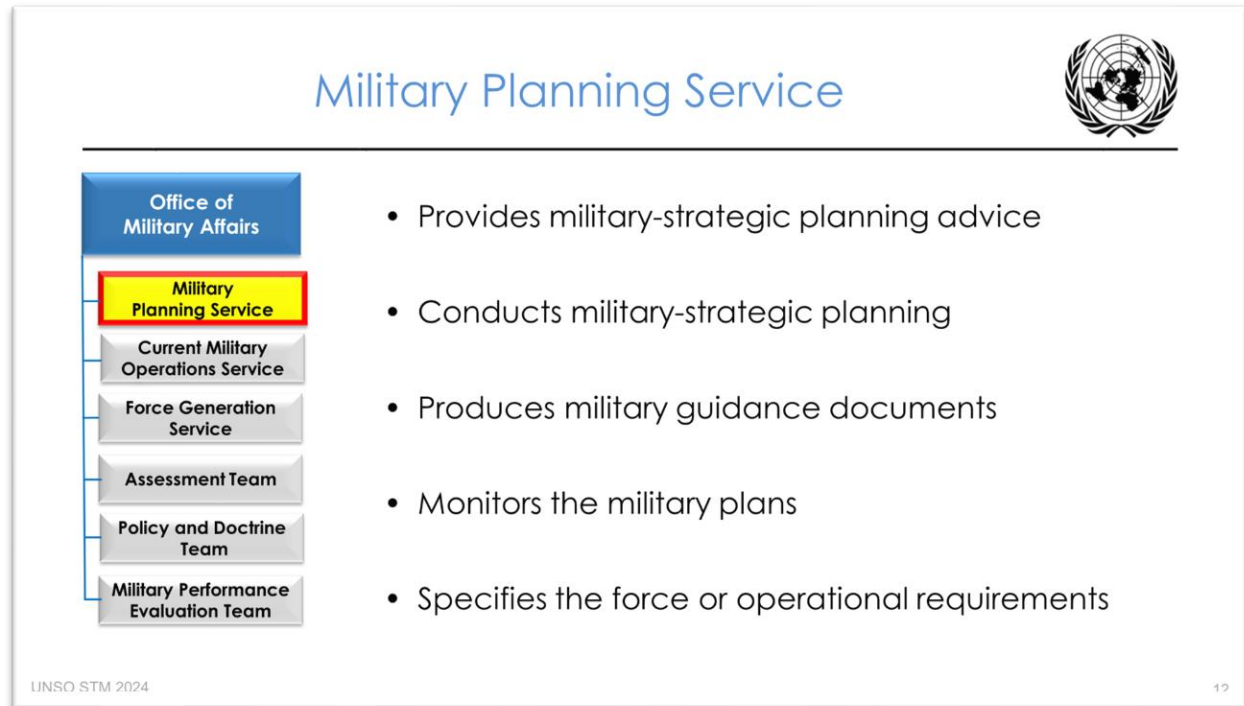 Military Planning Service
Office of
Military Affairs
Military
Planning Service
Current Military
Operations Service
Force Generation
Service
Assessment Team
Policy and Doctrine
Team
Military Performance
Evaluation Team
• Provides military-strategic planning advice
• Conducts military-strategic planning
• Produces military guidance documents
• Monitors the military plans
• Specifies the force or operational requirements
UNSO STM 2024
12